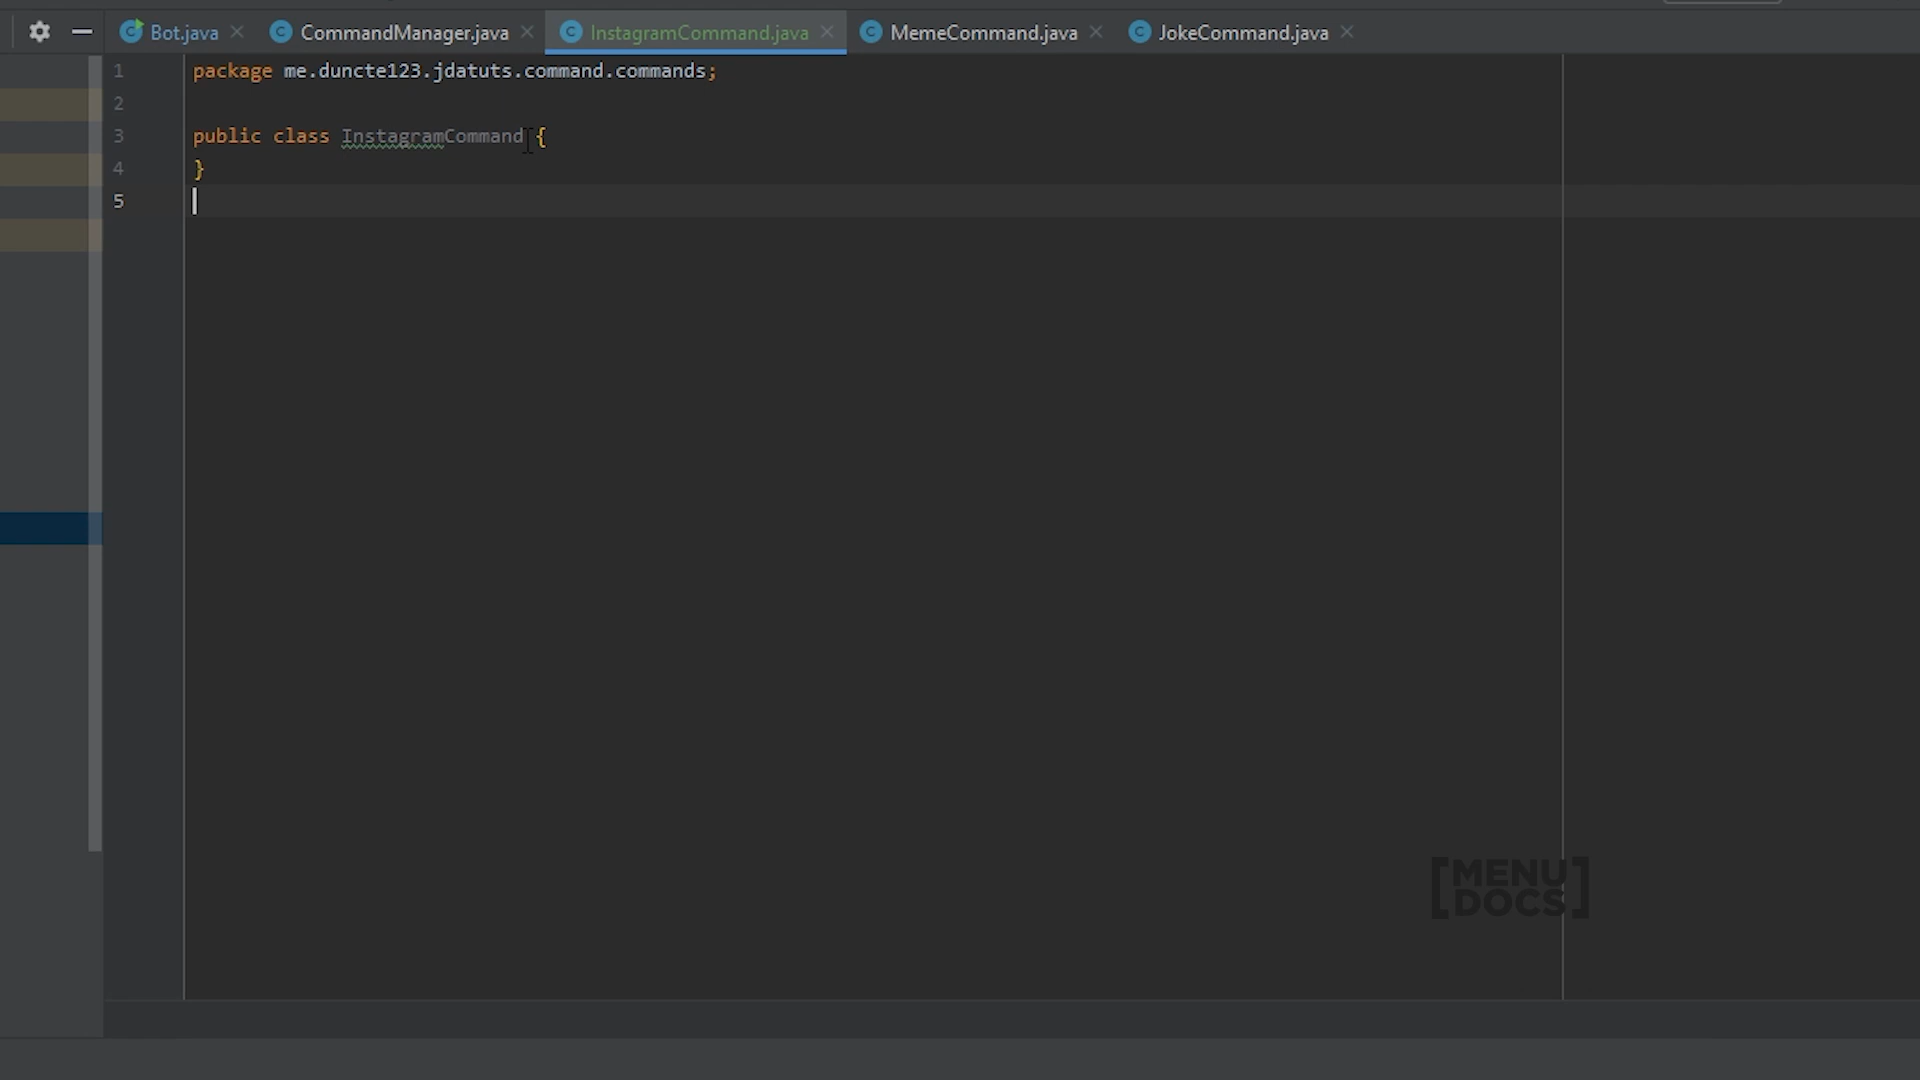 Bot.java
CommandManager.java
InstagramCommand.java
MemeCommand.java
JokeCommand.java
1 package me.duncte123.jdatuts.command.commands;
2
3 public class InstagramCommand {
4 }
5
[MENU
DOCS]